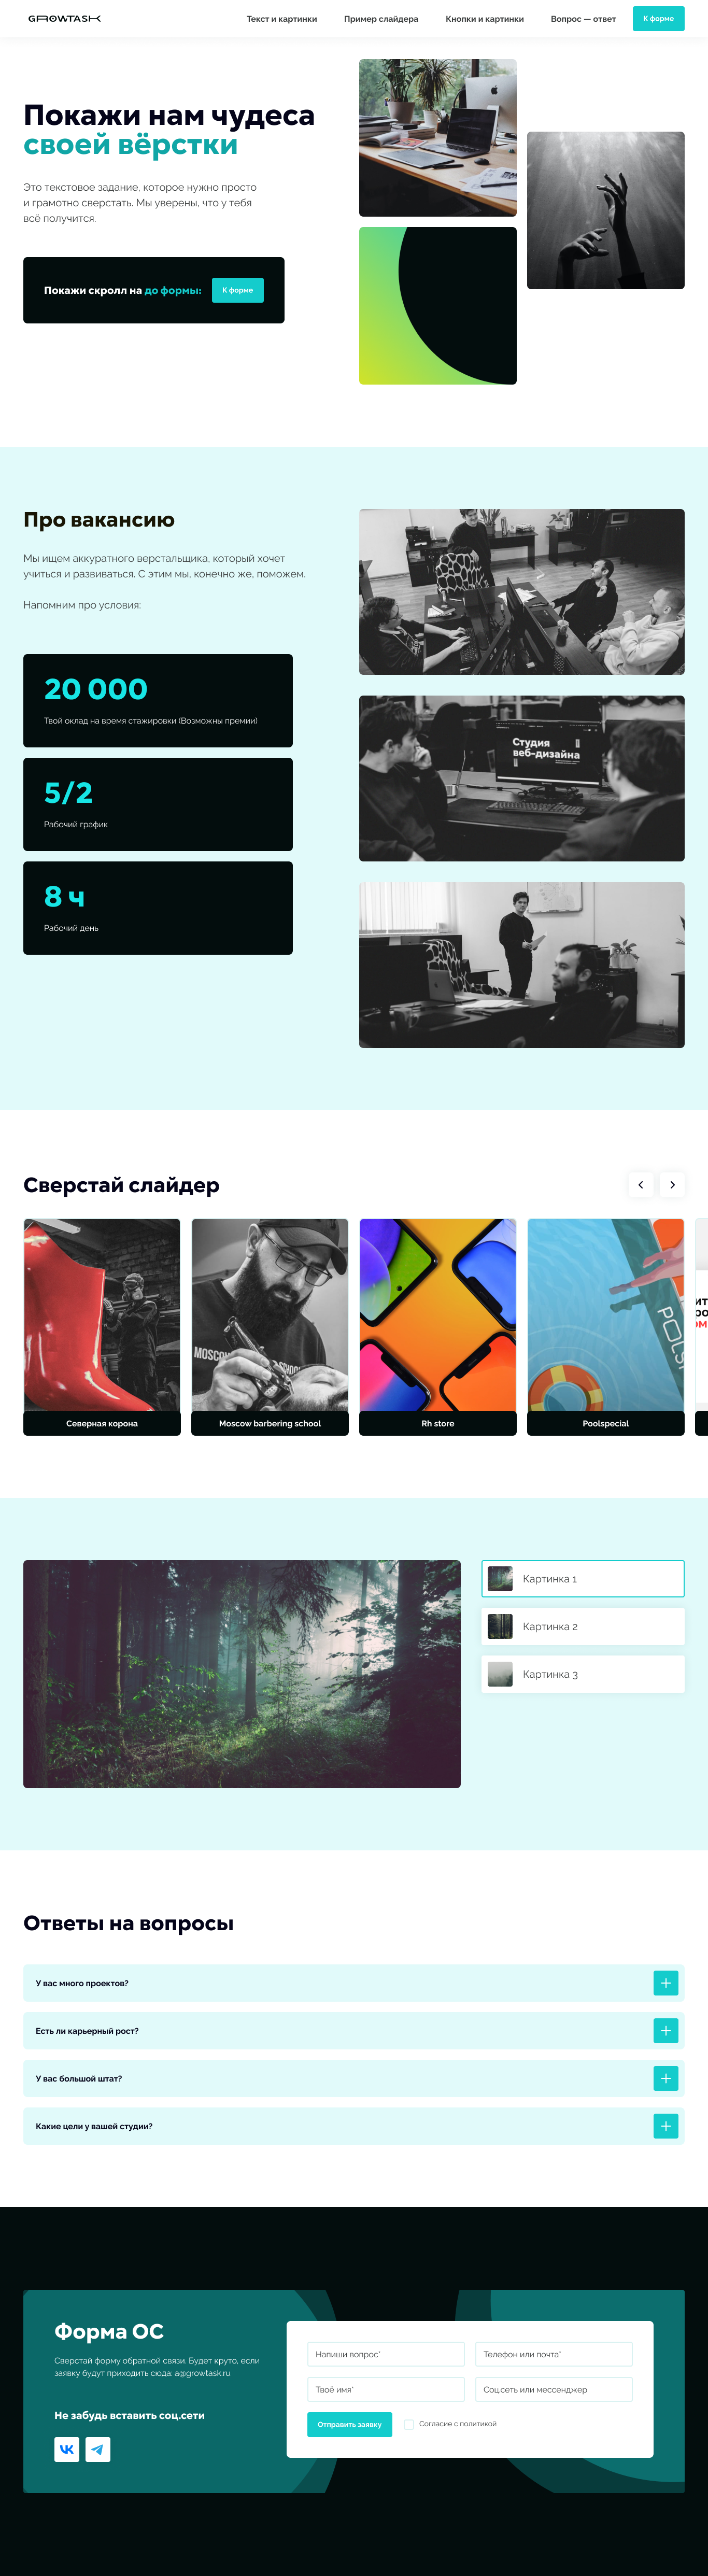 GROWTASK
Текст и картинки
Пример слайдера
Кнопки и картинки
Вопрос — ответ
К форме
Покажи нам чудеса
своей вёрстки
Это текстовое задание, которое нужно просто
и грамотно сверстать. Мы уверены, что у тебя
всё получится.
Покажи скролл на до формы:
К форме
Про вакансию
Мы ищем аккуратного верстальщика, который хочет
учиться и развиваться. С этим мы, конечно же, поможем.
Напомним про условия:
20 000
Твой оклад на время стажировки (Возможны премии)
5/2
Рабочий график
8 ч
Рабочий день
Студия
веб-дизайна
Сверстай слайдер
MOSCOW
SCHOOL
Северная корона
Moscow barbering school
Rh store
Poolspecial
Картинка 1
Картинка 2
Картинка 3
Ответы на вопросы
У вас много проектов?
Есть ли карьерный рост?
У вас большой штат?
Какие цели у вашей студии?
Форма ОС
Сверстай форму обратной связи. Будет круто, если
заявку будут приходить сюда: a@growtask.ru
Не забудь вставить соц.сети
Напиши вопрос*
Телефон или почта*
Твоё имя*
Соц.сеть или мессенджер
Отправить заявку
Согласие с политикой